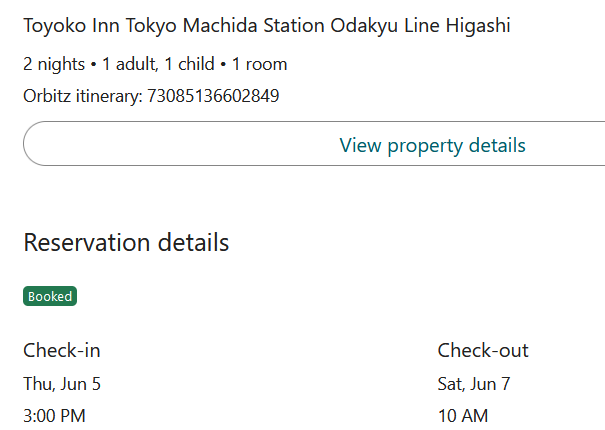 Toyoko Inn Tokyo Machida Station Odakyu Line Higashi
2 nights • 1 adult, 1 child • 1 room
Orbitz itinerary: 73085136602849
View property details
Reservation details
Booked
Check-in
Check-out
Thu, Jun 5
Sat, Jun 7
3:00 PM
10 AM